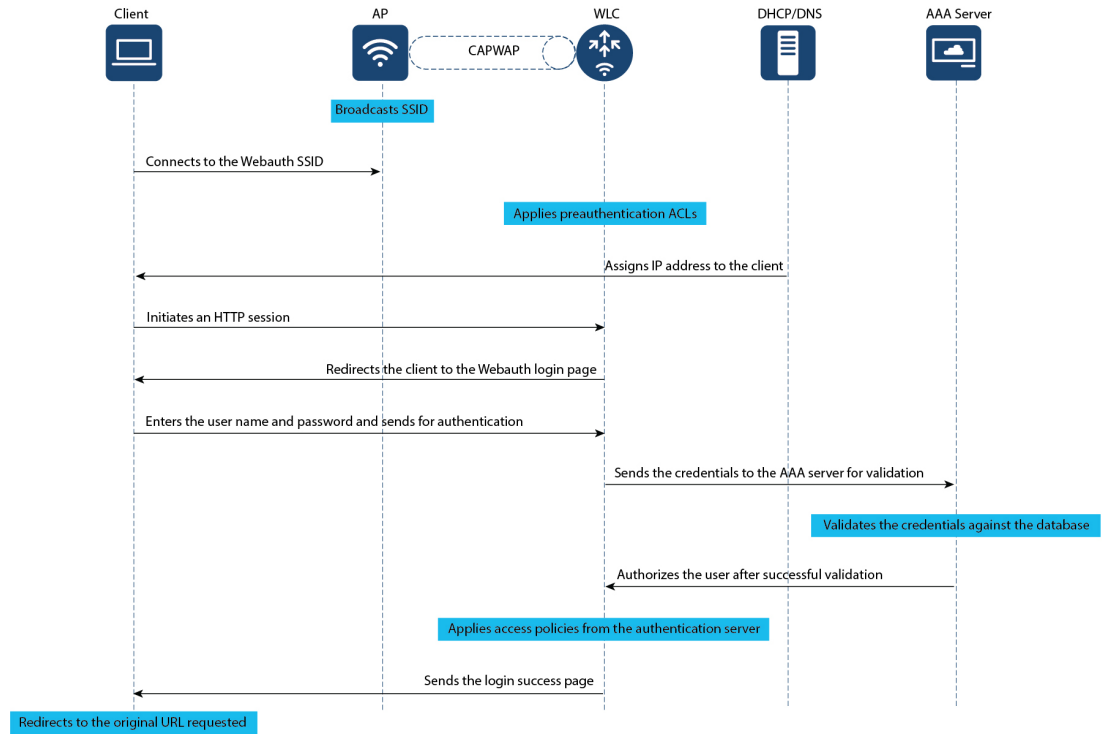 Client
AP
WLC
DHCP/DNS
AAA Server
CAPWAP
Broadcasts SSID
Connects to the Webauth SSID
Applies preauthentication ACLs
Assigns IP address to the client
Initiates an HTTP session
Redirects the client to the Webauth login page
Enters the user name and password and sends for authentication
Sends the credentials to the AAA server for validation
Validates the credentials against the database
Authorizes the user after successful validation
Applies access policies from the authentication server
Sends the login success page
Redirects to the original URL requested